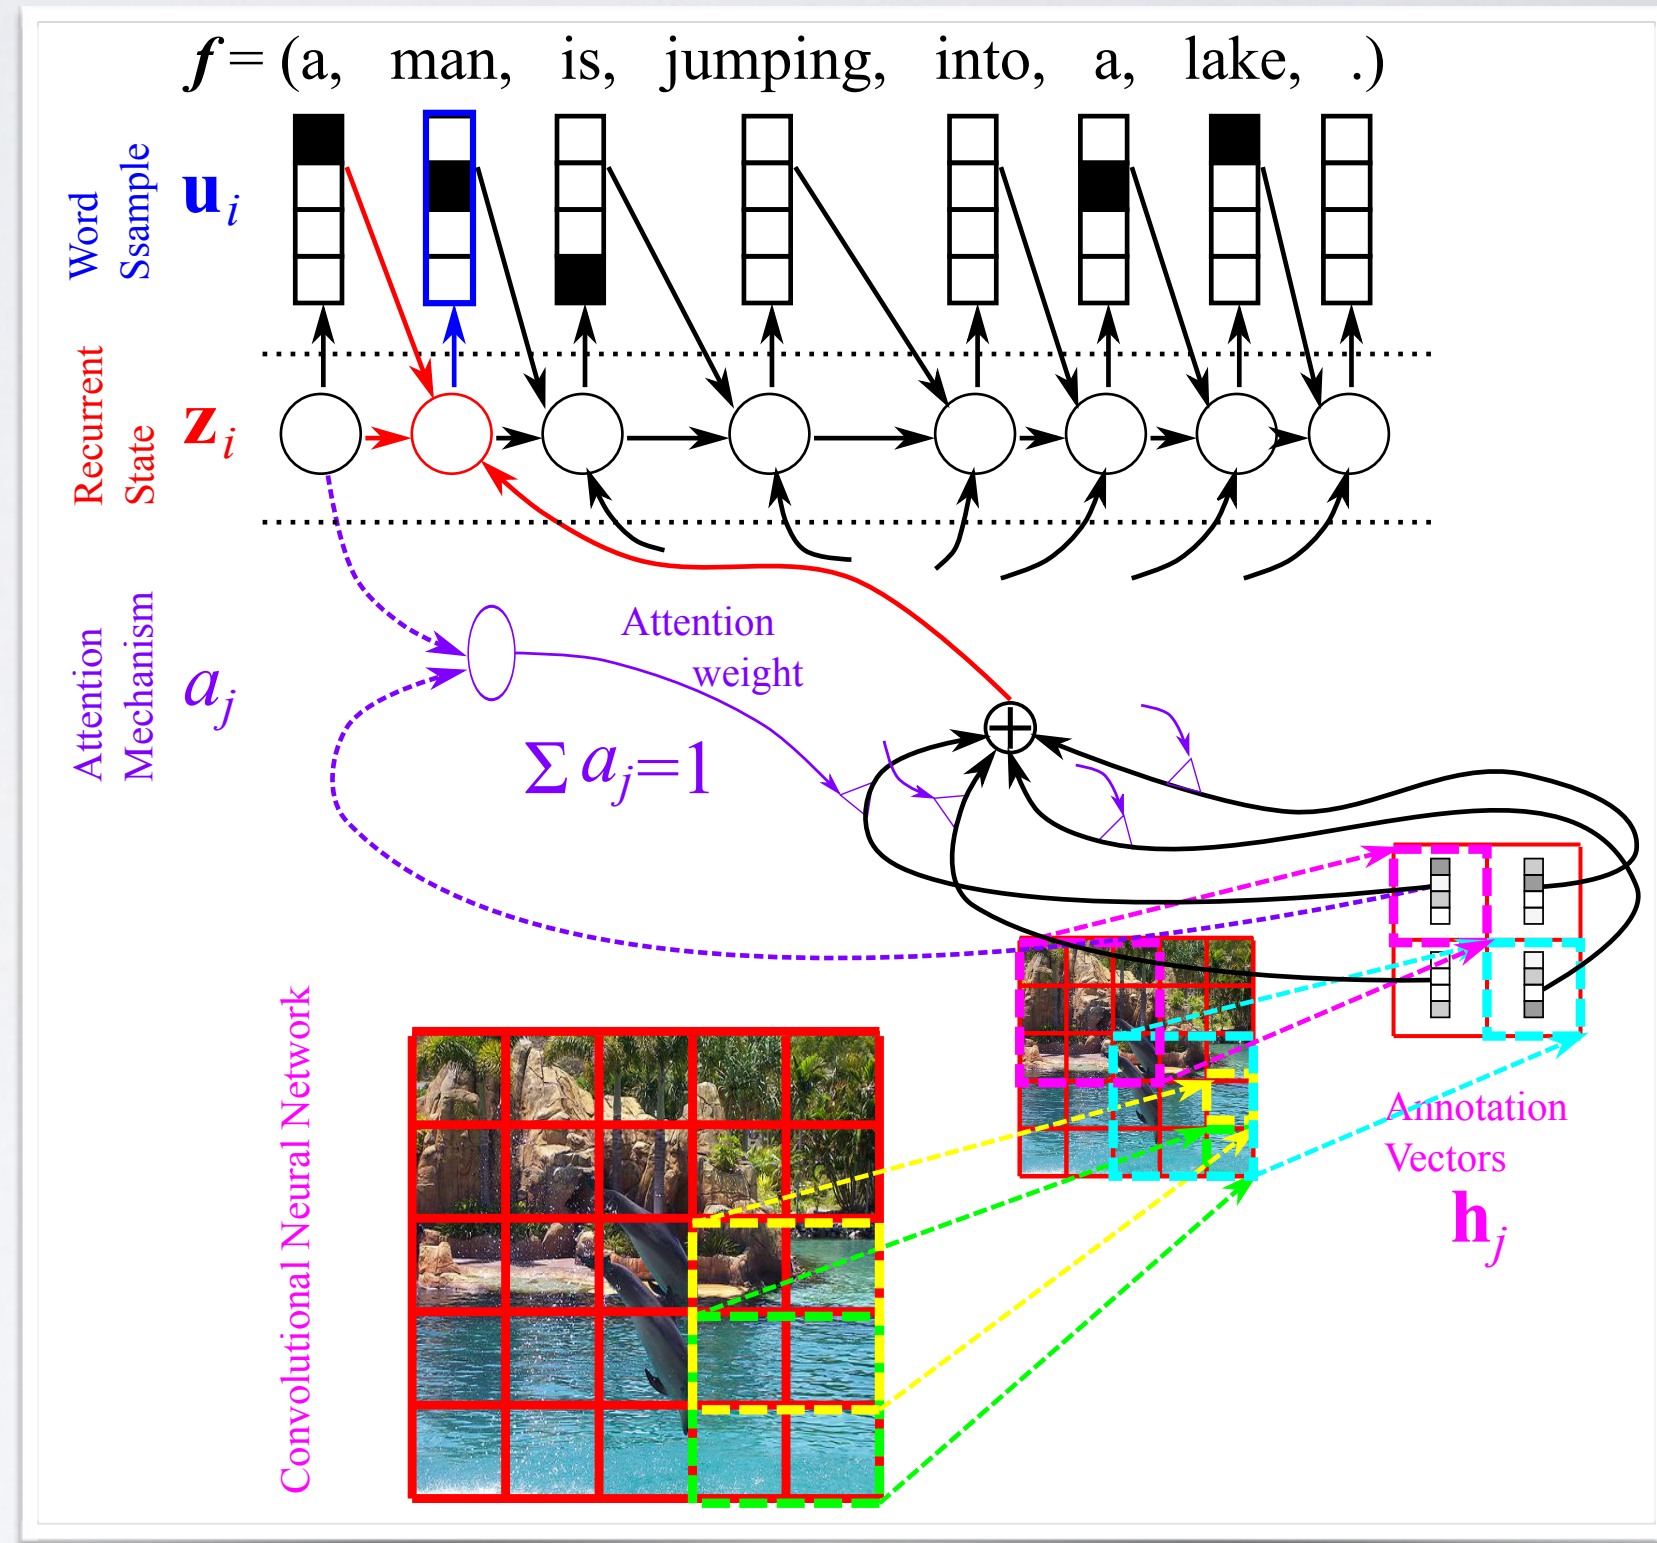 f = (a, man, is, jumping, into, a, lake, .)
Word
Ssample
u_i
Recurrent
State
z_i
Attention
Mechanism
a_j
Attention
weight
Σ a_j=1
Convolutional Neural Network
Annotation
Vectors
h_j